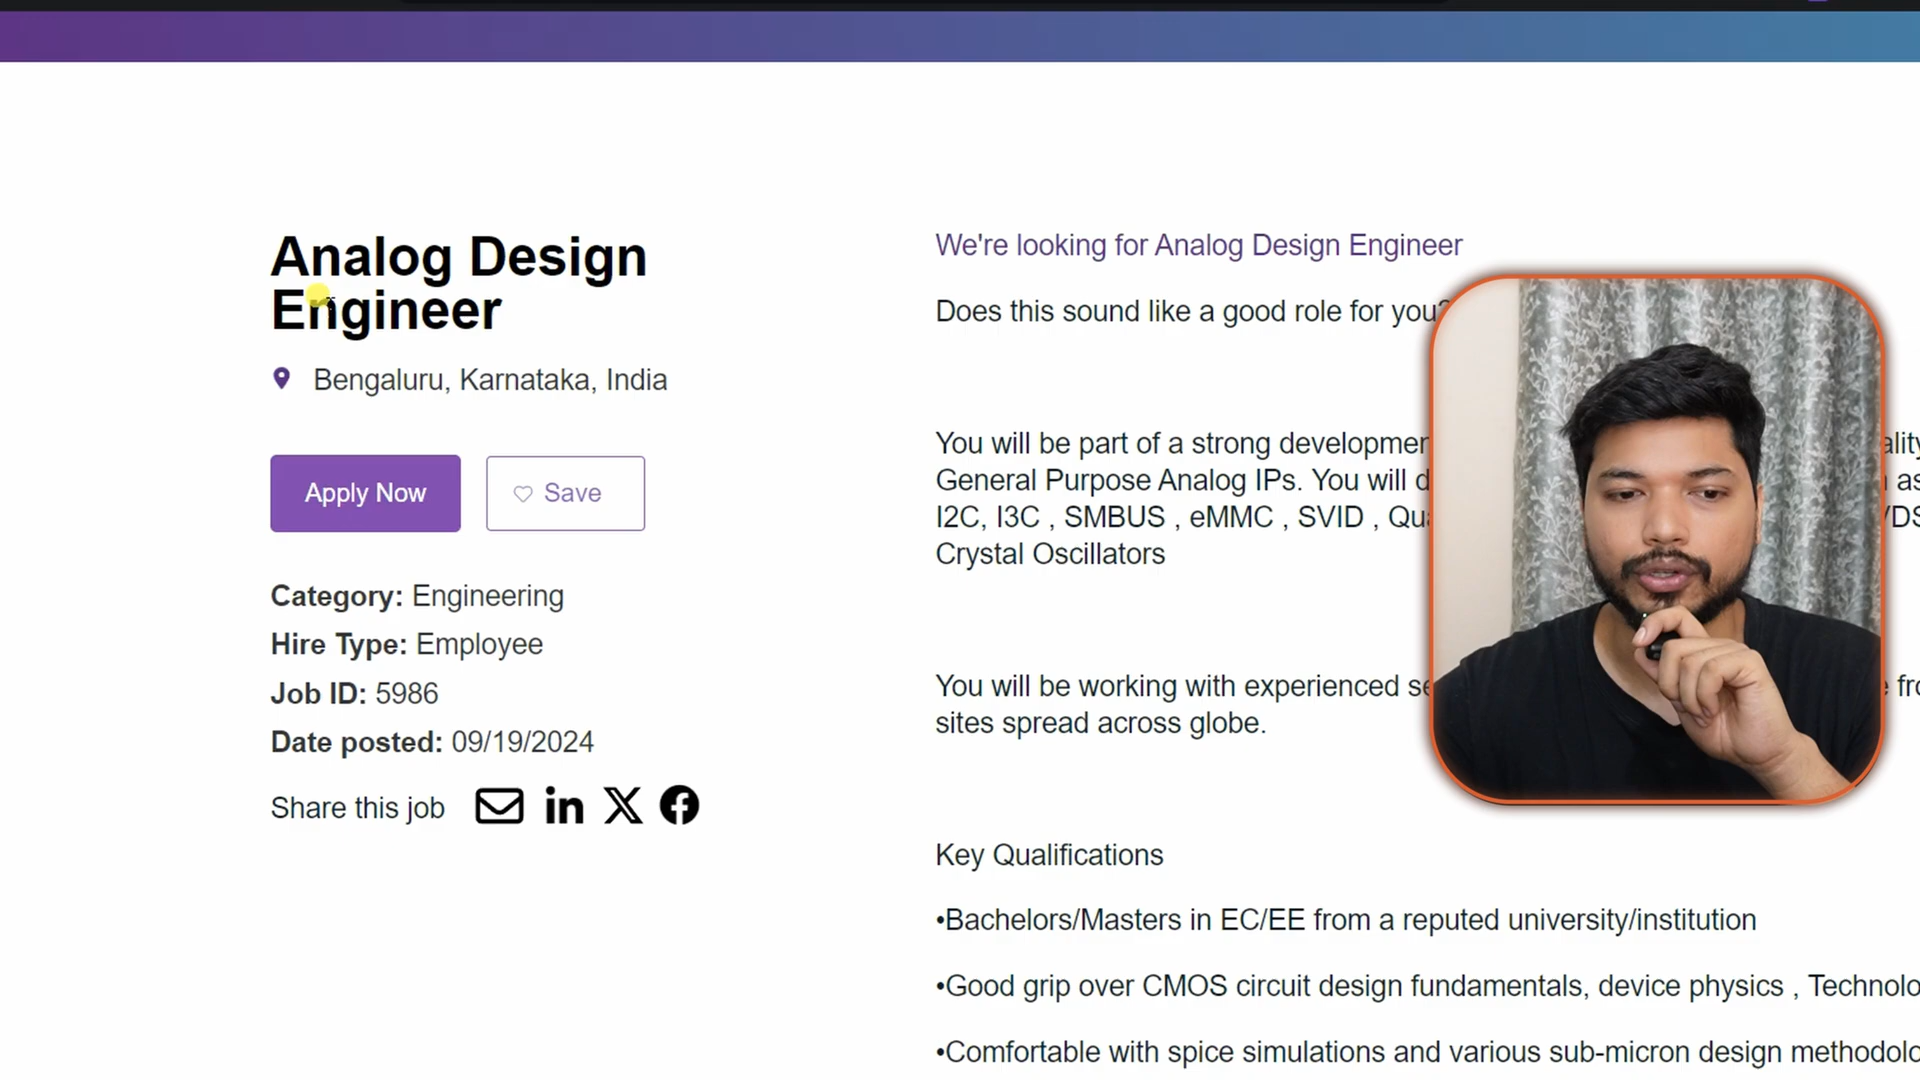 Analog Design
Engineer
Bengaluru, Karnataka, India
Apply Now
Save
Category: Engineering
Hire Type: Employee
Job ID: 5986
Date posted: 09/19/2024
Share this job
We're looking for Analog Design Engineer
Does this sound like a good role for you?
You will be part of a strong
General Purpose Analog IPs. You will
I2C, I3C , SMBUS , eMMC , SVID ,
Crystal Oscillators
You will be working with experienced
sites spread across globe.
Key Qualifications
•Bachelors/Masters in EC/EE from a reputed university/institution
•Good grip over CMOS circuit design fundamentals, device physics ,
•Comfortable with spice simulations and various sub-micron design